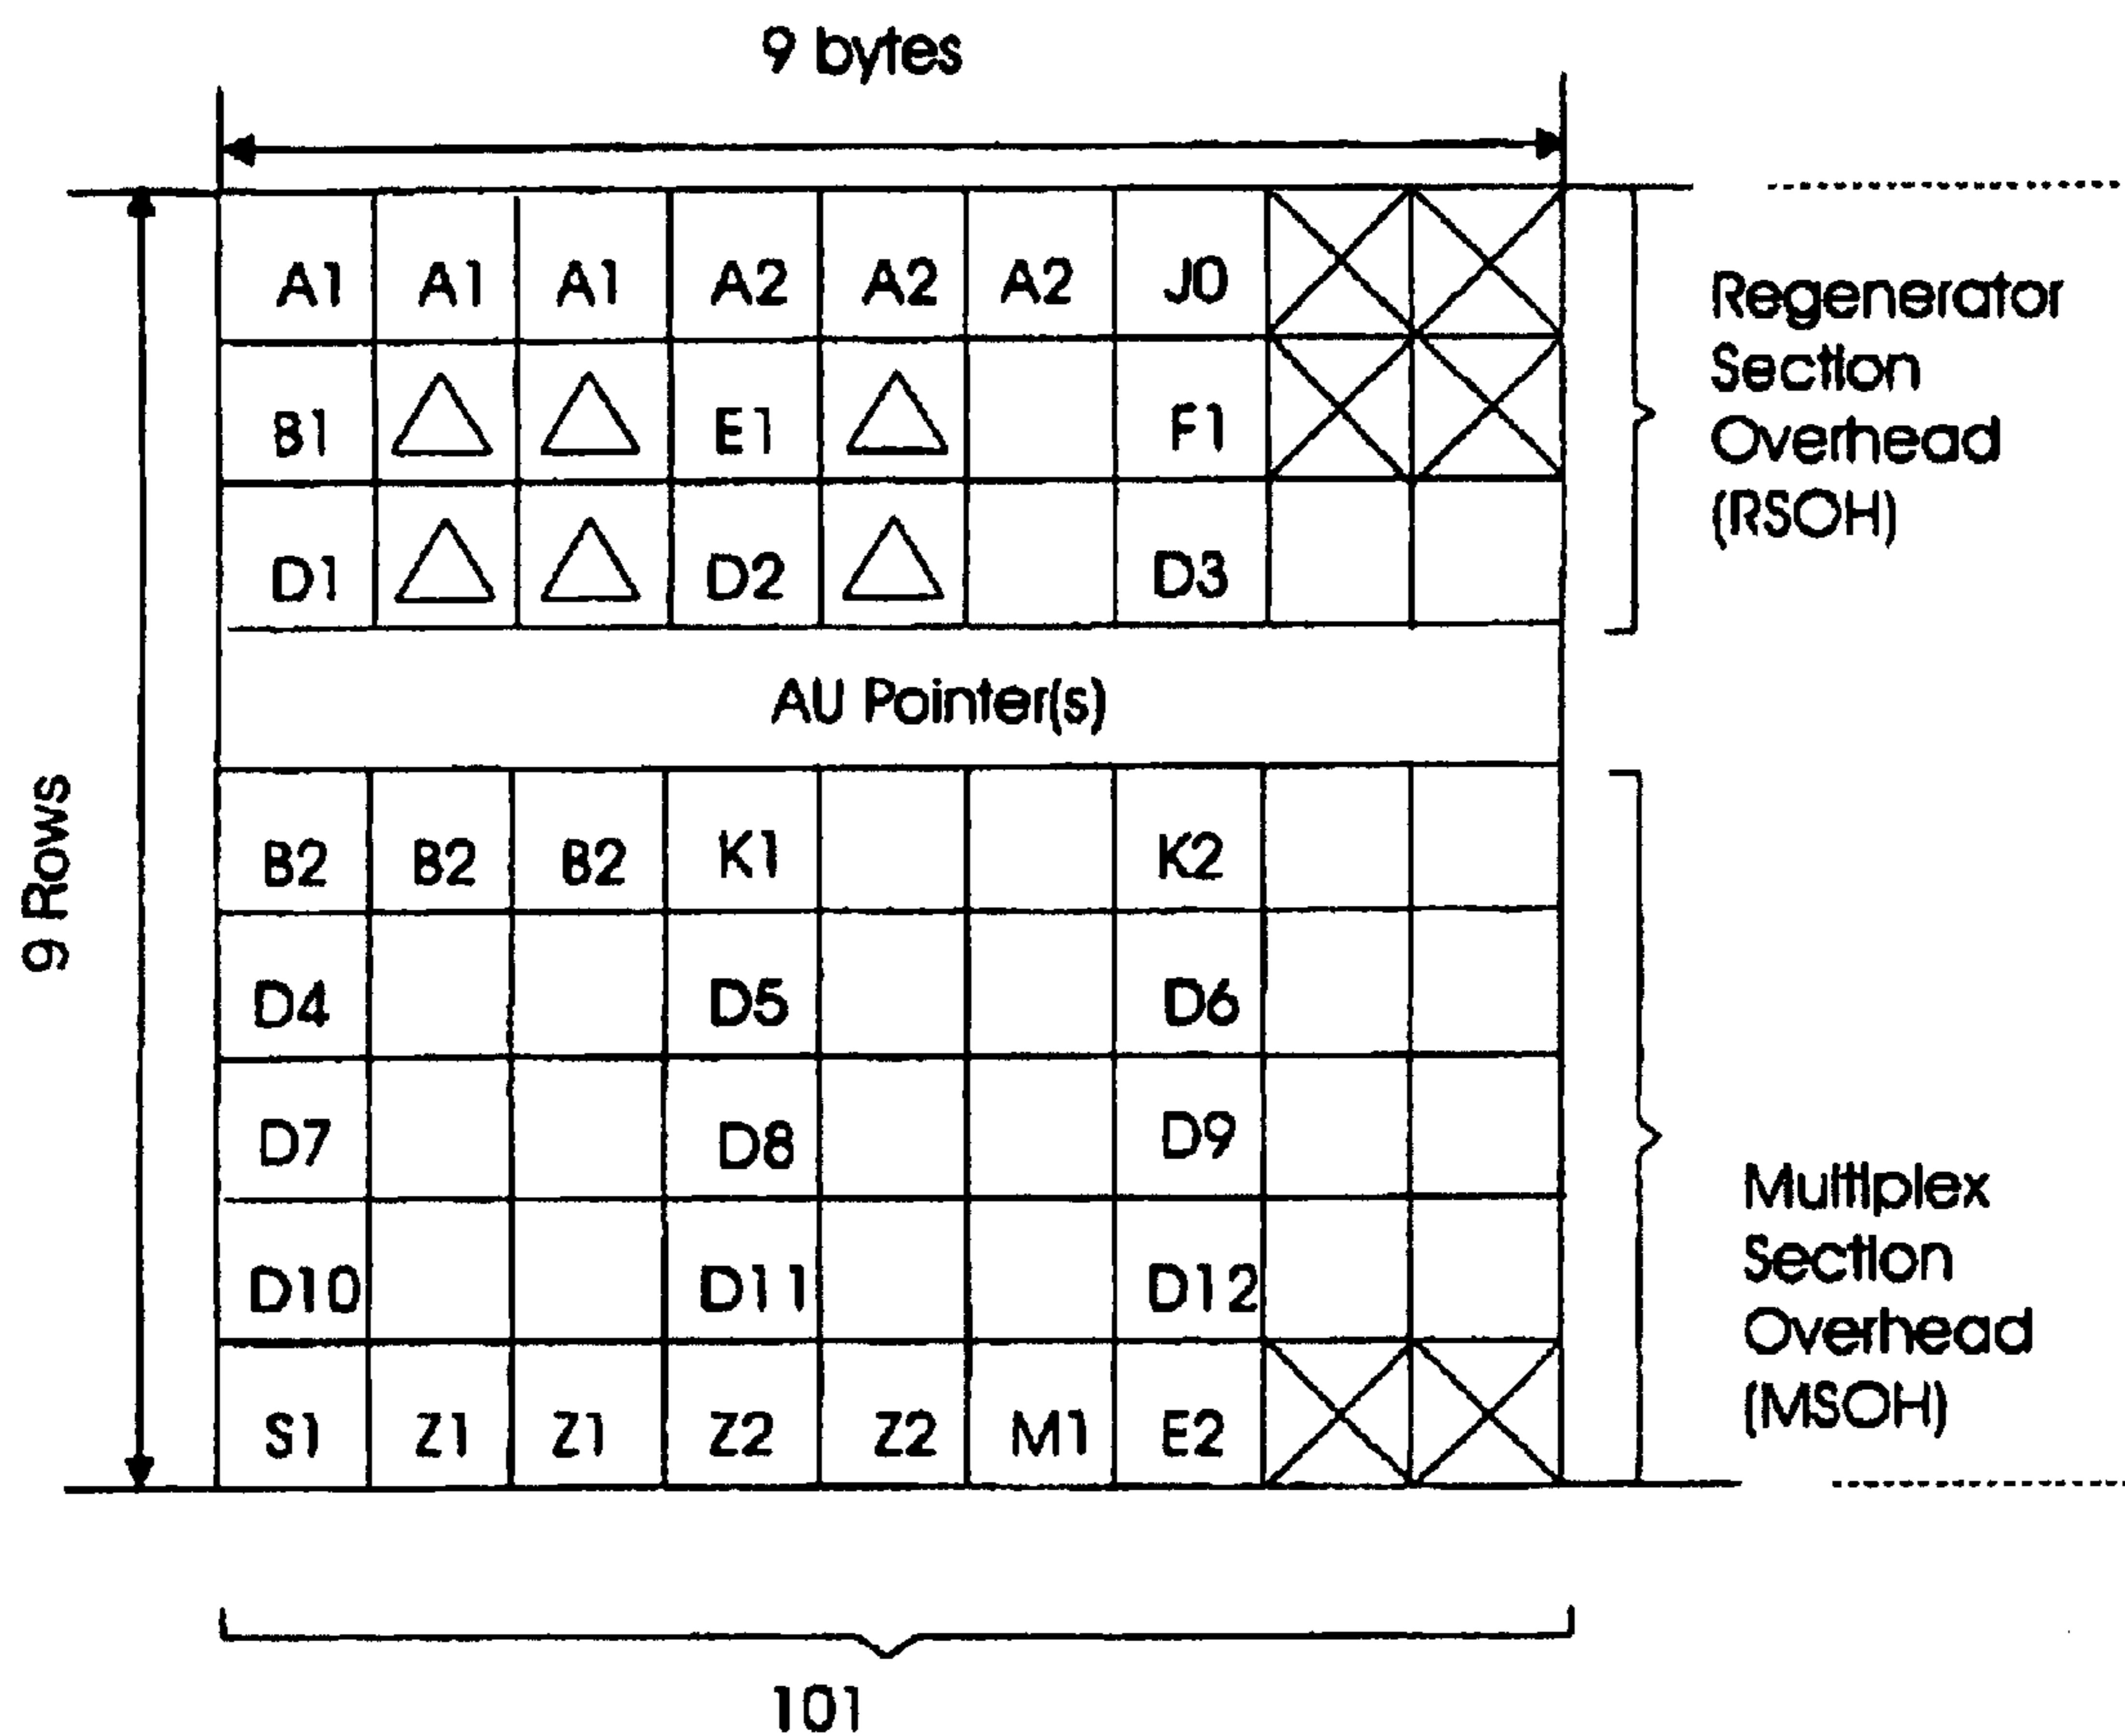 9 bytes
A1 A1 A1 A2 A2 A2 J0
B1 E1 F1
D1 D2 D3
Regenerator
Section
Overhead
(RSOH)
AU Pointer(s)
9 Rows
B2 B2 B2 K1 K2
D4 D5 D6
D7 D8 D9
D10 D11 D12
S1 Z1 Z1 Z2 Z2 M1 E2
Multiplex
Section
Overhead
(MSOH)
101